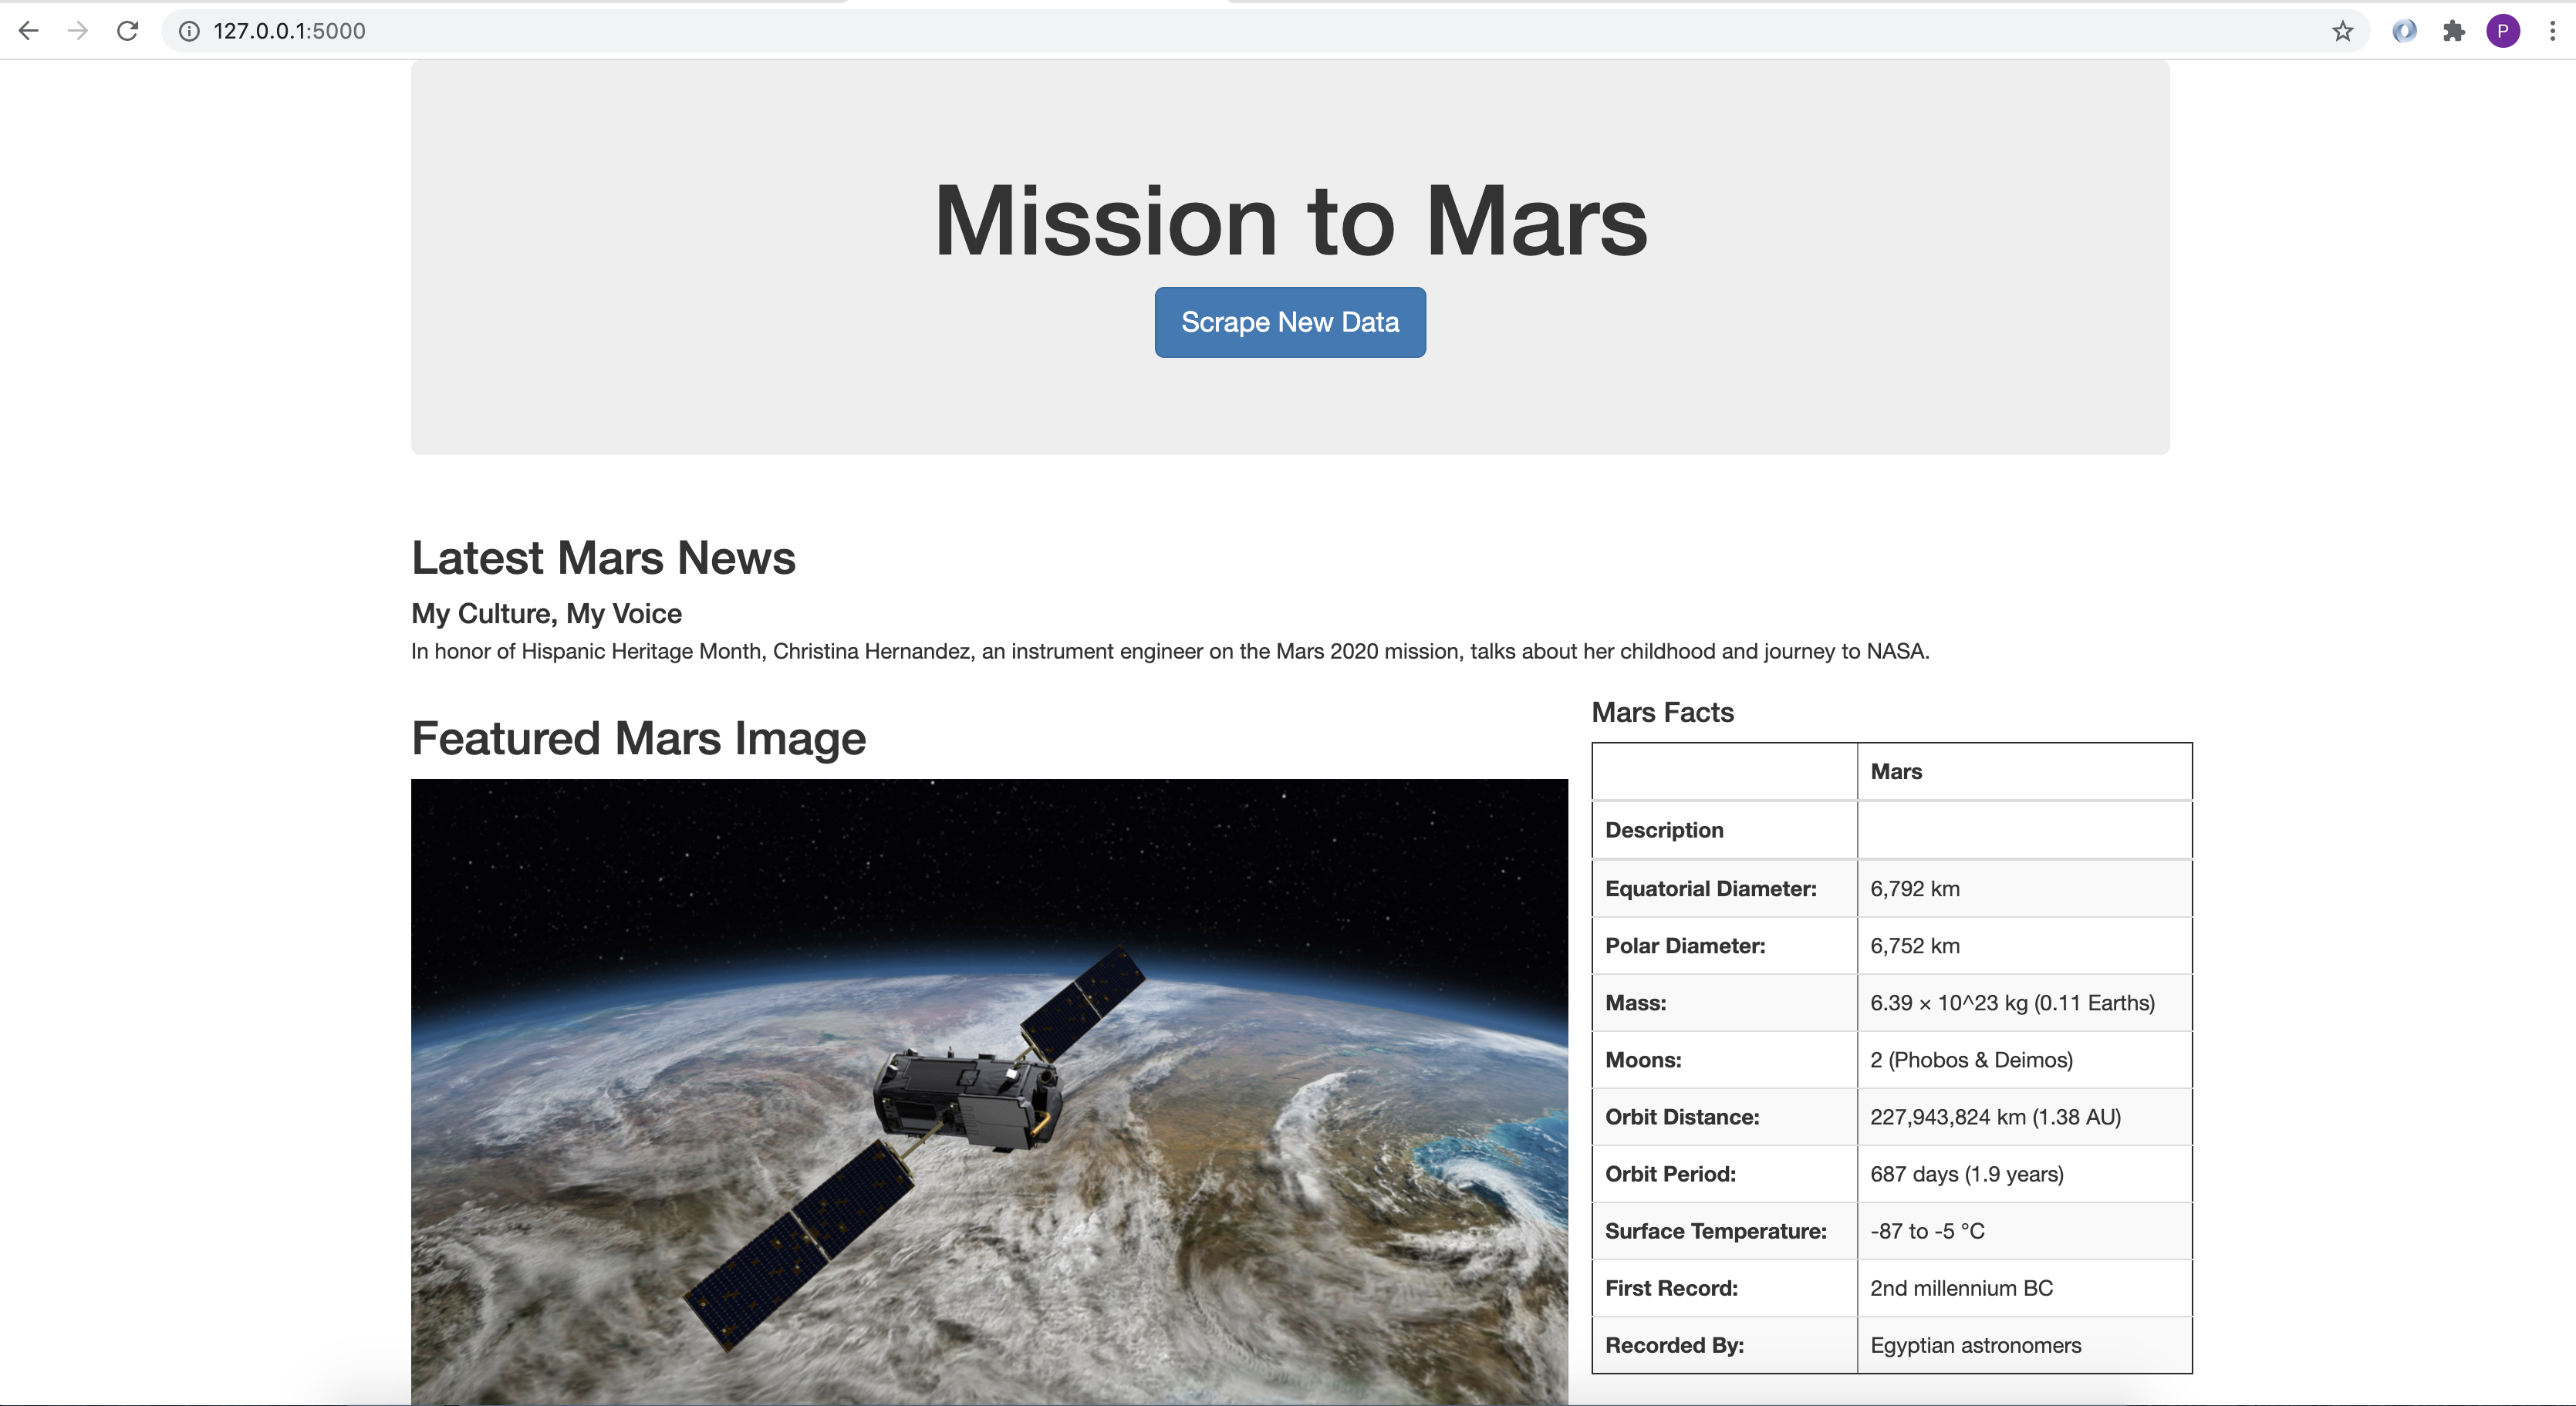 127.0.0.1:5000
P
Mission to Mars
Scrape New Data
Latest Mars News
My Culture, My Voice
In honor of Hispanic Heritage Month, Christina Hernandez, an instrument engineer on the Mars 2020 mission, talks about her childhood and journey to NASA.
Featured Mars Image
Mars Facts
Mars
Description
Equatorial Diameter: 6,792 km
Polar Diameter: 6,752 km
Mass: 6.39 × 10^23 kg (0.11 Earths)
Moons: 2 (Phobos & Deimos)
Orbit Distance: 227,943,824 km (1.38 AU)
Orbit Period: 687 days (1.9 years)
Surface Temperature: -87 to -5 °C
First Record: 2nd millennium BC
Recorded By: Egyptian astronomers